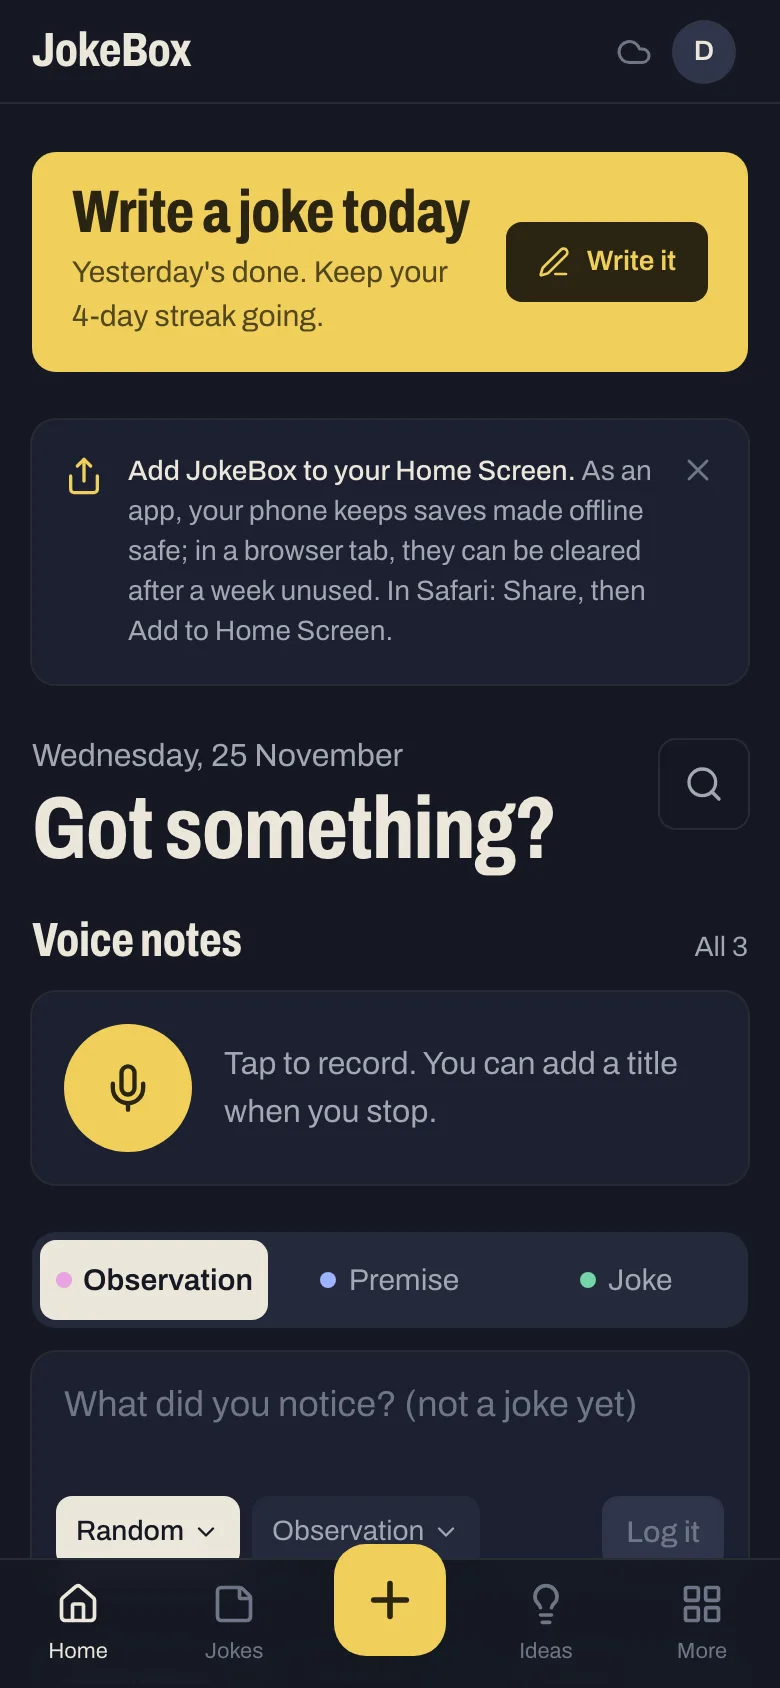 JokeBox
D
Write a joke today
Yesterday's done. Keep your
4-day streak going.
Write it
Add JokeBox to your Home Screen. As an
app, your phone keeps saves made offline
safe; in a browser tab, they can be cleared
after a week unused. In Safari: Share, then
Add to Home Screen.
Wednesday, 25 November
Got something?
Voice notes
All 3
Tap to record. You can add a title
when you stop.
Observation
Premise
Joke
What did you notice? (not a joke yet)
Random
Observation
Log it
Home
Jokes
Ideas
More